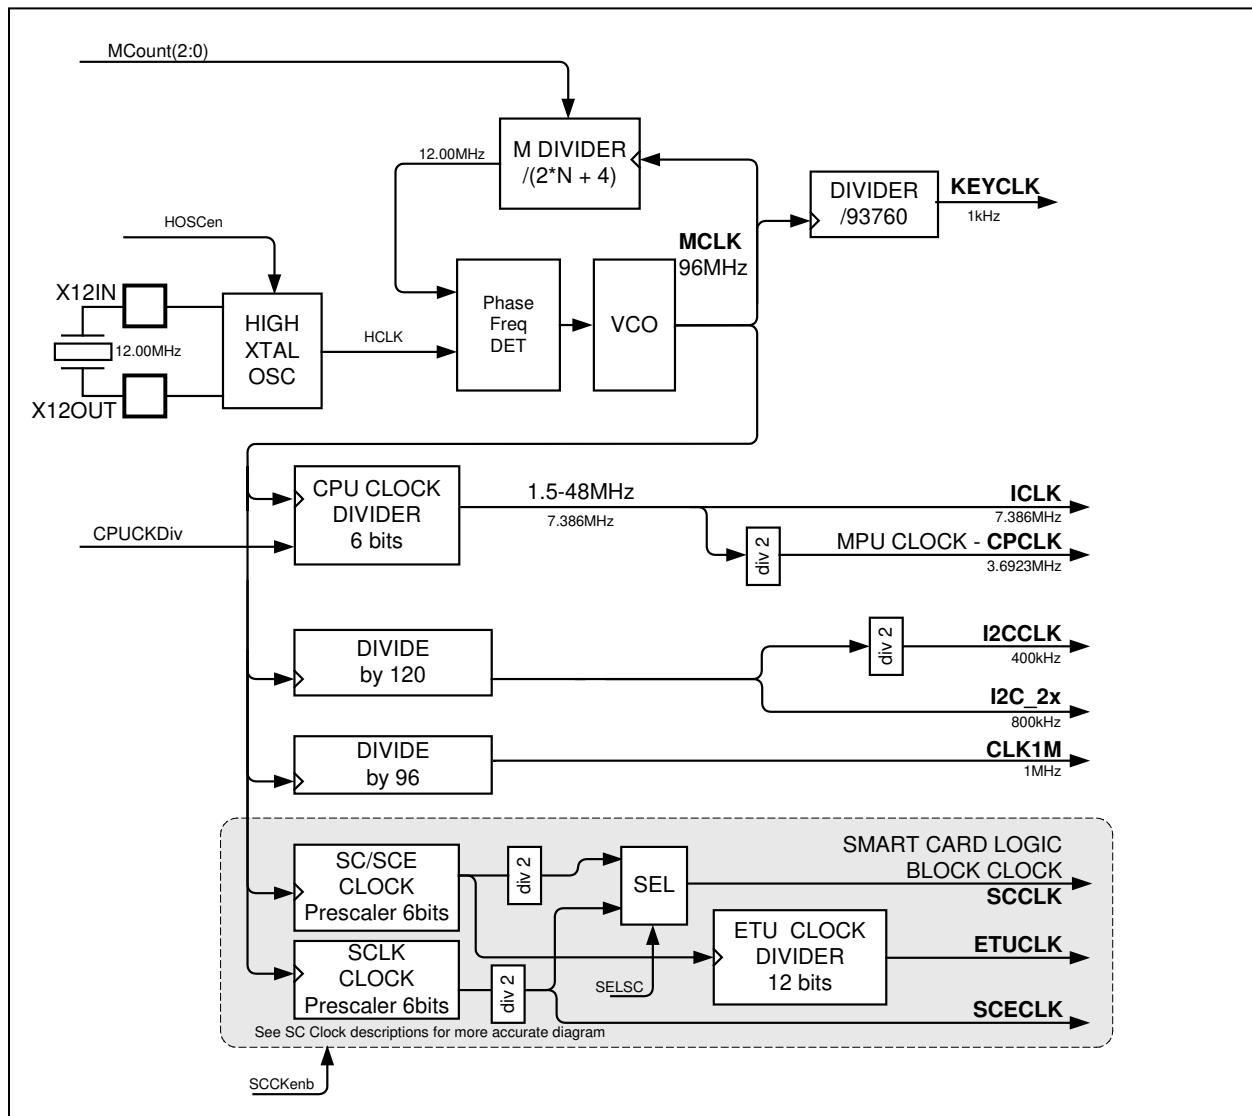 MCount(2:0)
M DIVIDER
/(2*N + 4)
12.00MHz
DIVIDER
/93760
KEYCLK
1kHz
HOSCen
MCLK
96MHz
X12IN
HIGH
XTAL
OSC
12.00MHz
X12OUT
HCLK
Phase
Freq
DET
VCO
CPU CLOCK
DIVIDER
6 bits
1.5-48MHz
7.386MHz
ICLK
7.386MHz
CPUCKDiv
div 2
MPU CLOCK - CPCLK
3.6923MHz
DIVIDE
by 120
div 2
I2CCLK
400kHz
I2C_2x
800kHz
DIVIDE
by 96
CLK1M
1MHz
SC/SCE
CLOCK
Prescaler 6bits
div 2
SEL
SMART CARD LOGIC
BLOCK CLOCK
SCCLK
SCLK
CLOCK
Prescaler 6bits
div 2
SELSC
ETU CLOCK
DIVIDER
12 bits
ETUCLK
SCECLK
See SC Clock descriptions for more accurate diagram
SCCKenb